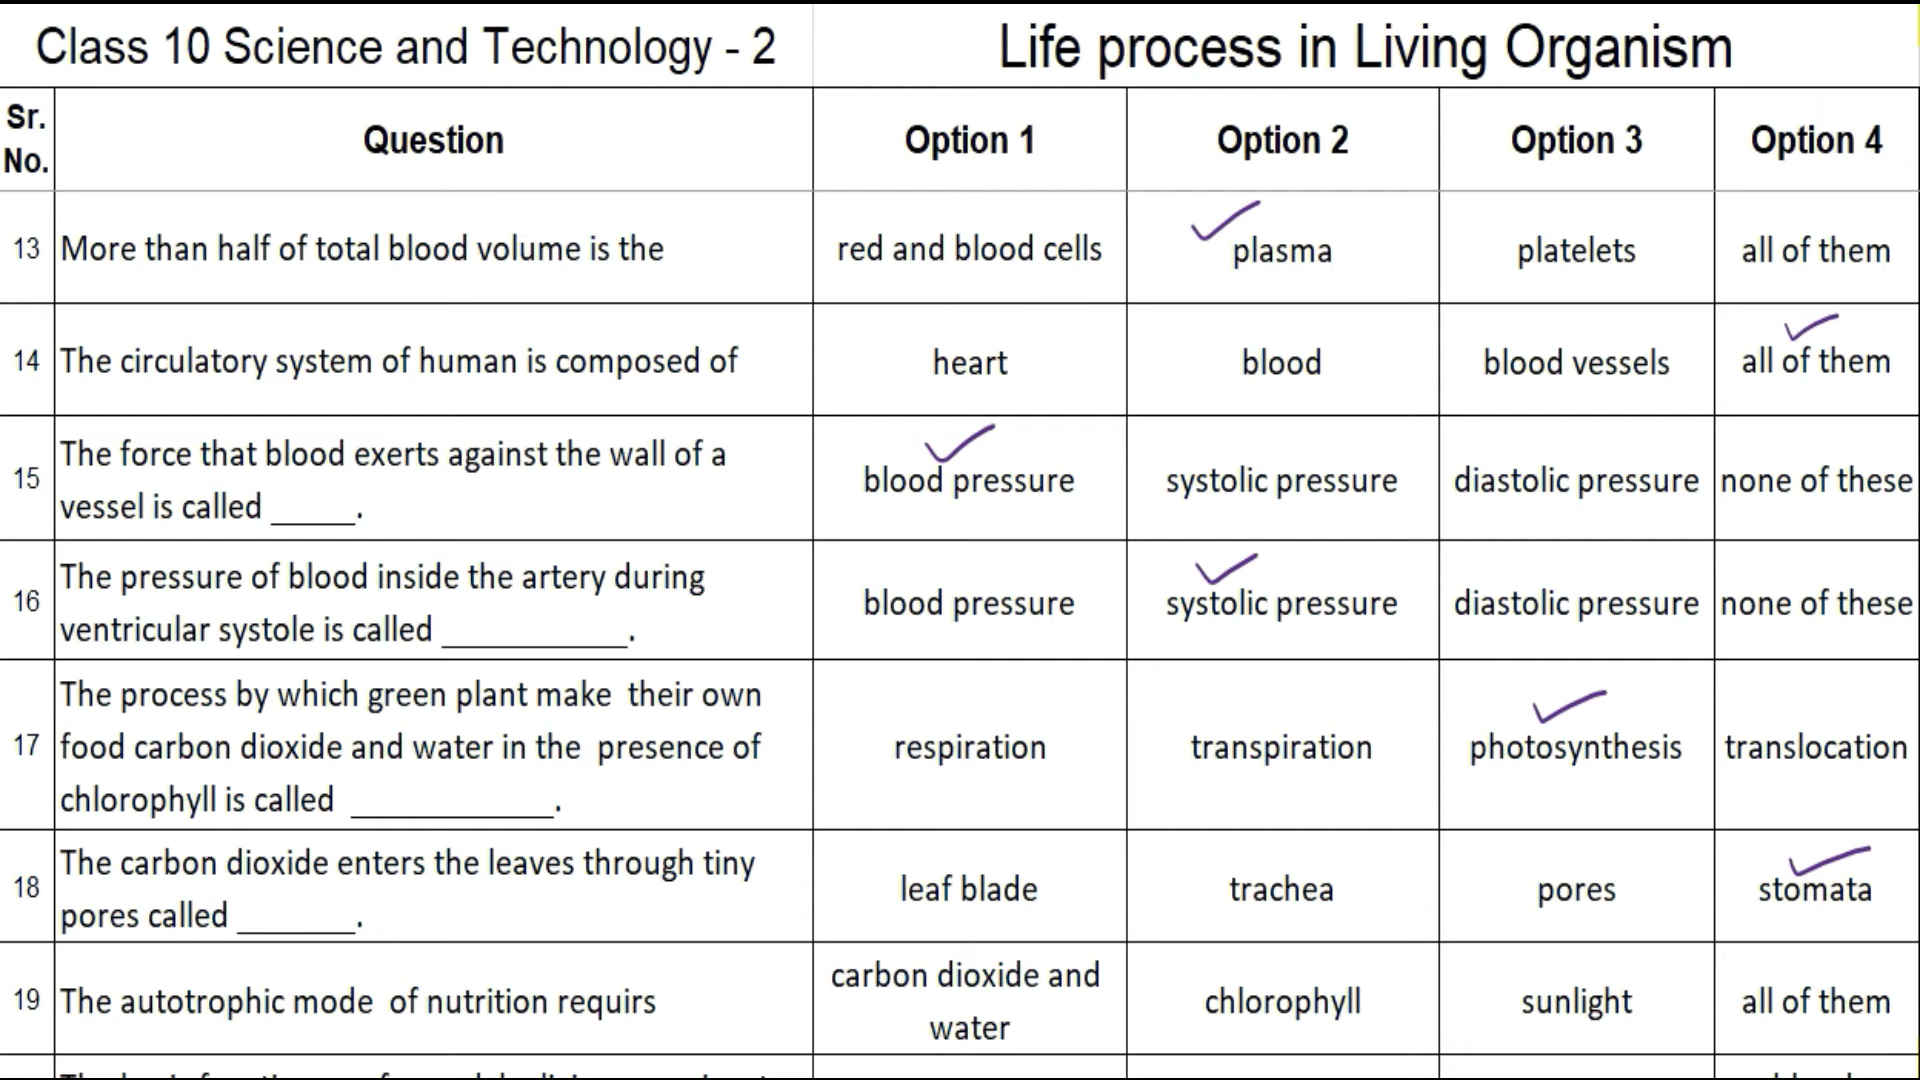 Class 10 Science and Technology - 2
Life process in Living Organism
Sr.
No.
Question
Option 1
Option 2
Option 3
Option 4
13
More than half of total blood volume is the
red and blood cells
plasma
platelets
all of them
14
The circulatory system of human is composed of
heart
blood
blood vessels
all of them
15
The force that blood exerts against the wall of a
vessel is called _____.
blood pressure
systolic pressure
diastolic pressure
none of these
16
The pressure of blood inside the artery during
ventricular systole is called ___________.
blood pressure
systolic pressure
diastolic pressure
none of these
17
The process by which green plant make  their own
food carbon dioxide and water in the  presence of
chlorophyll is called  ____________.
respiration
transpiration
photosynthesis
translocation
18
The carbon dioxide enters the leaves through tiny
pores called _______.
leaf blade
trachea
pores
stomata
19
The autotrophic mode  of nutrition requirs
carbon dioxide and
water
chlorophyll
sunlight
all of them